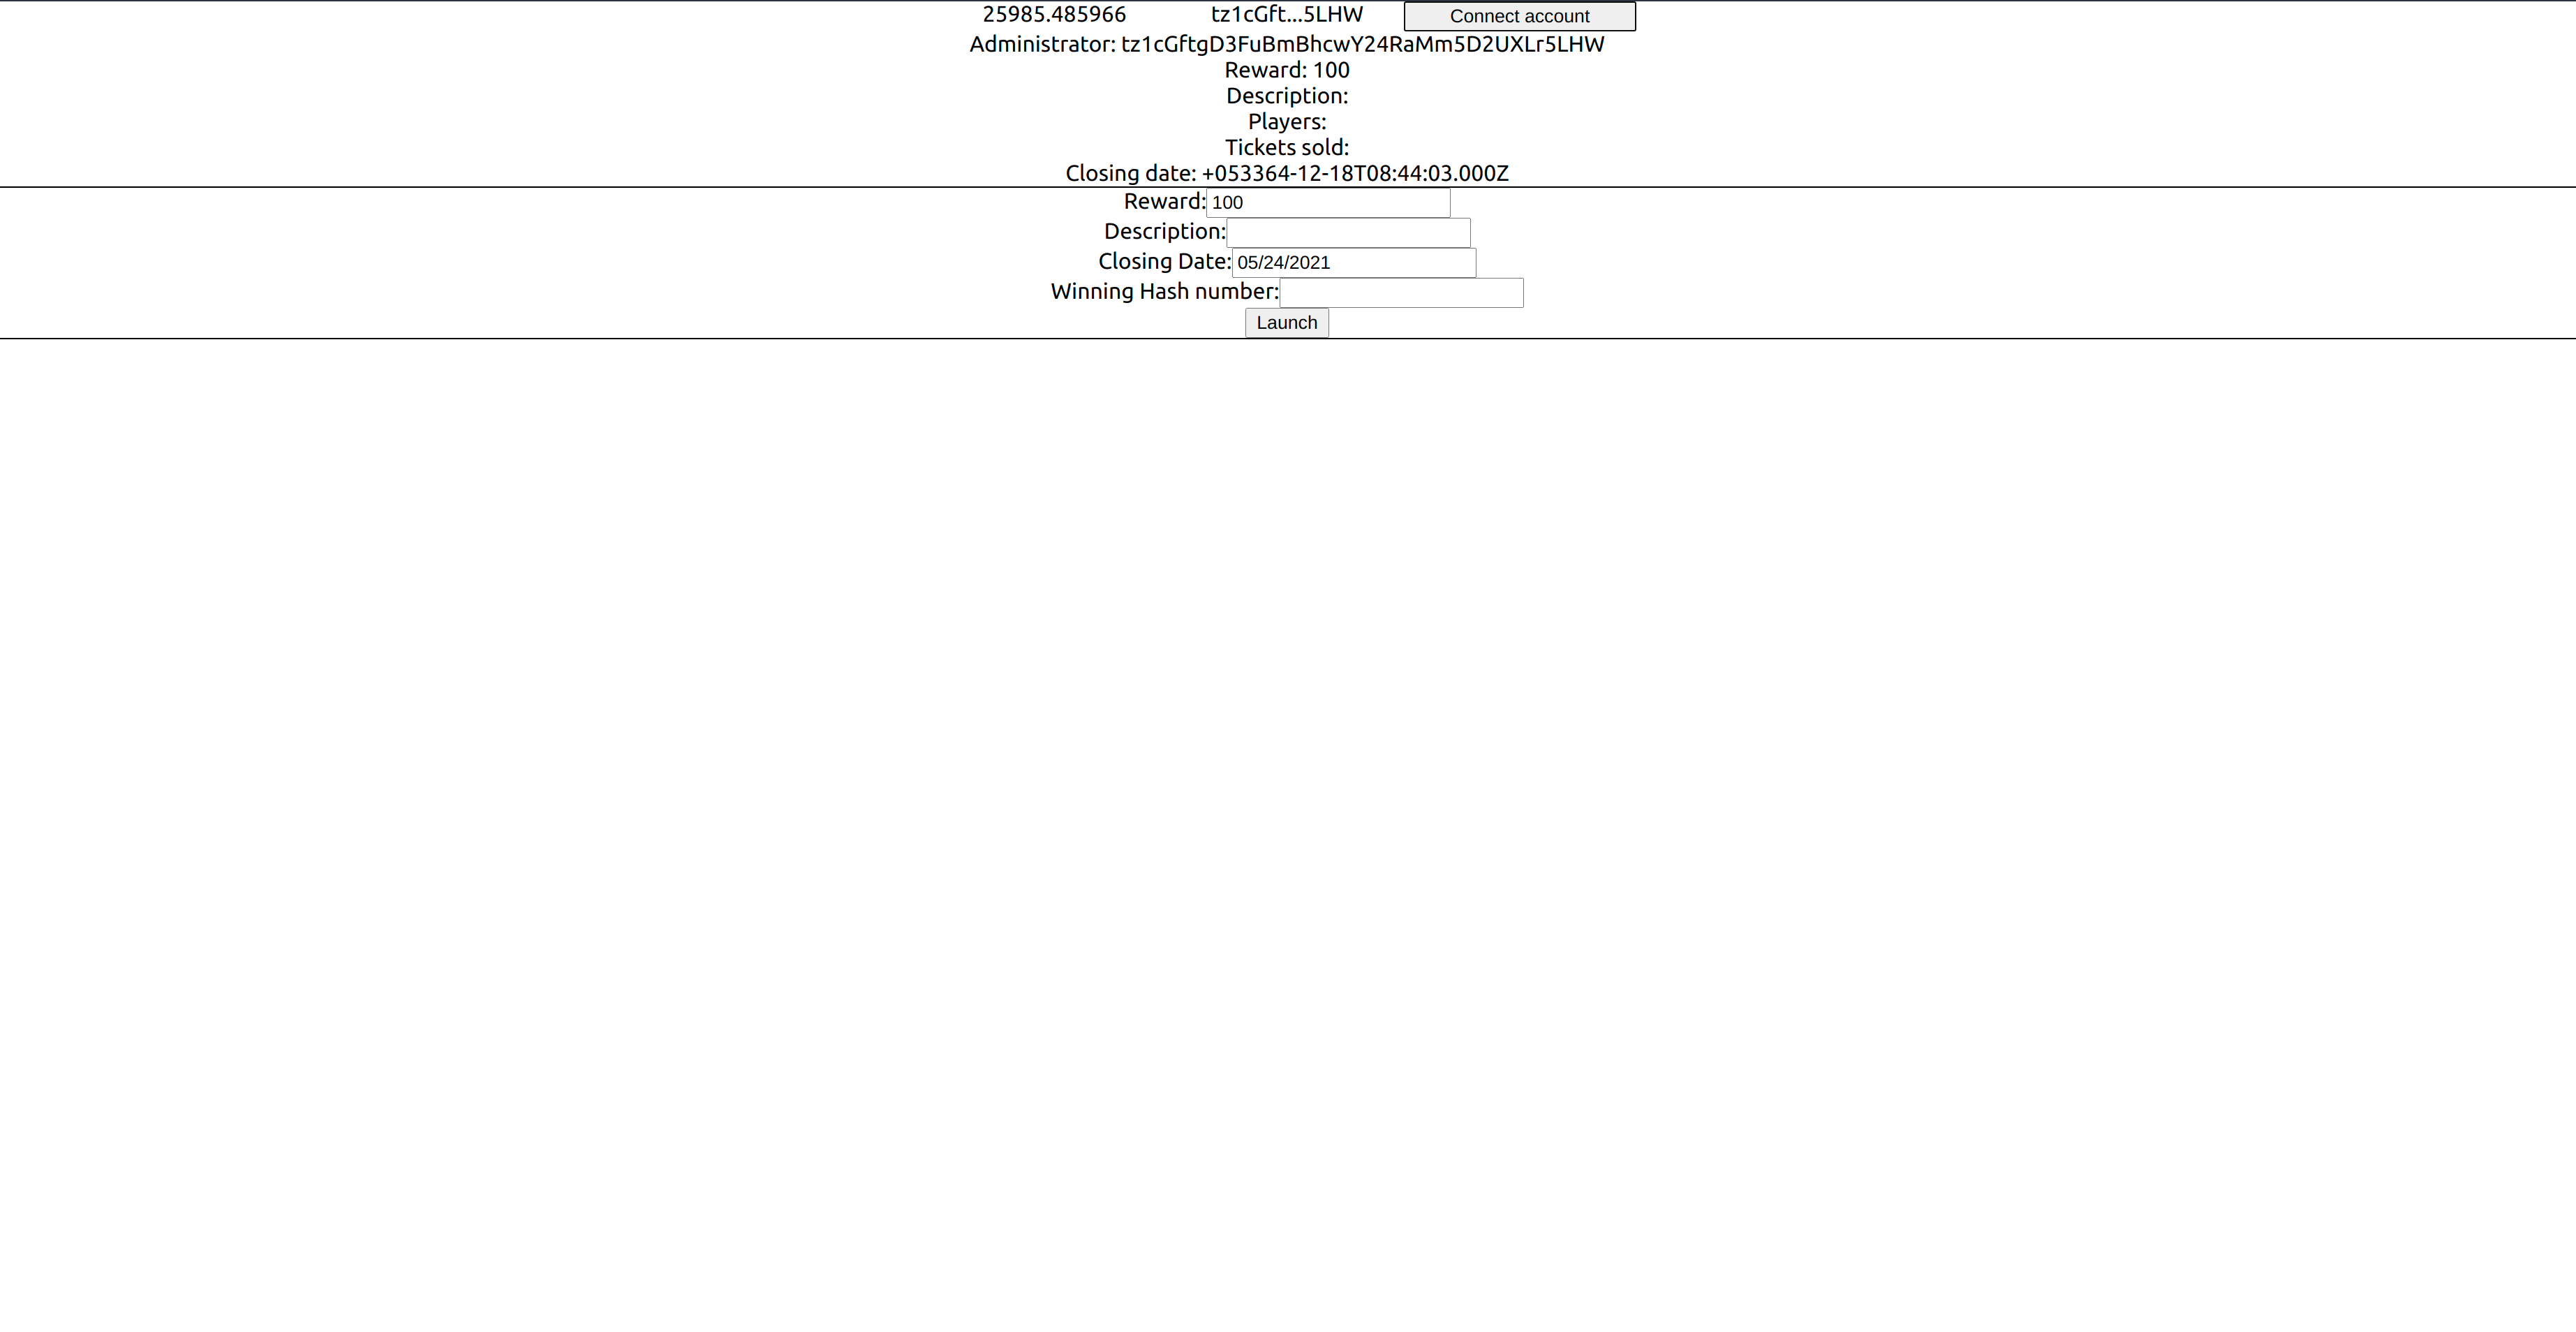 25985.485966 tz1cGft...5LHW Connect account
Administrator: tz1cGftgD3FuBmBhcwY24RaMm5D2UXLr5LHW
Reward: 100
Description:
Players:
Tickets sold:
Closing date: +053364-12-18T08:44:03.000Z
Reward: 100
Description:
Closing Date: 05/24/2021
Winning Hash number:
Launch